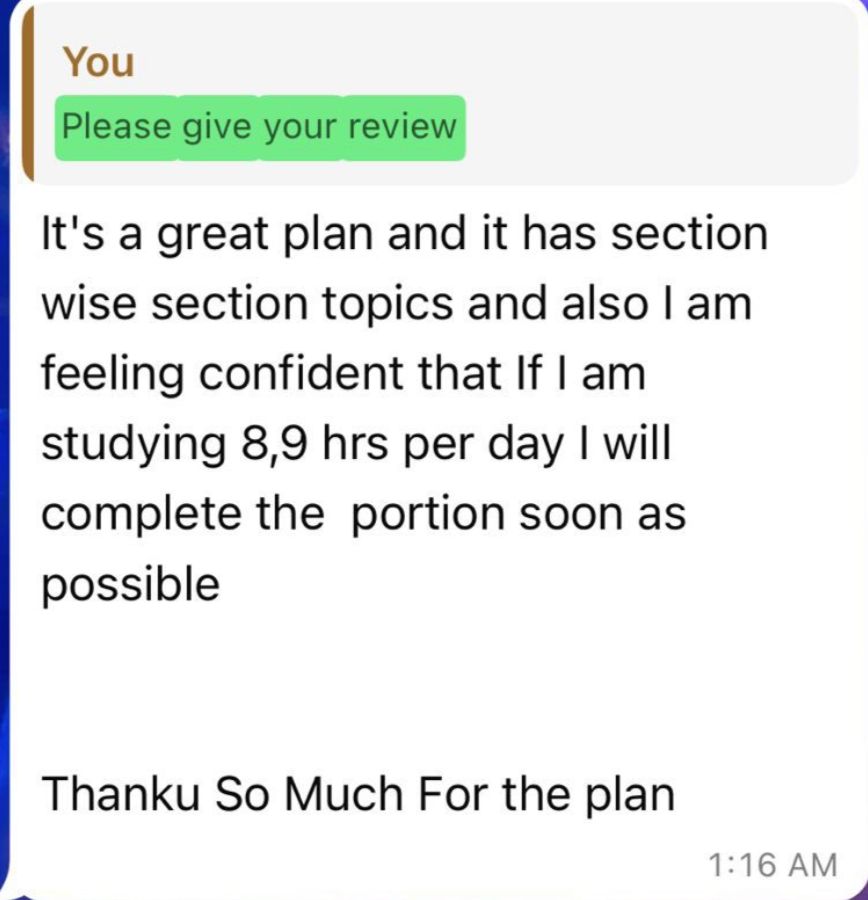 You
Please give your review
It's a great plan and it has section
wise section topics and also I am
feeling confident that If I am
studying 8,9 hrs per day I will
complete the  portion soon as
possible
Thanku So Much For the plan
1:16 AM